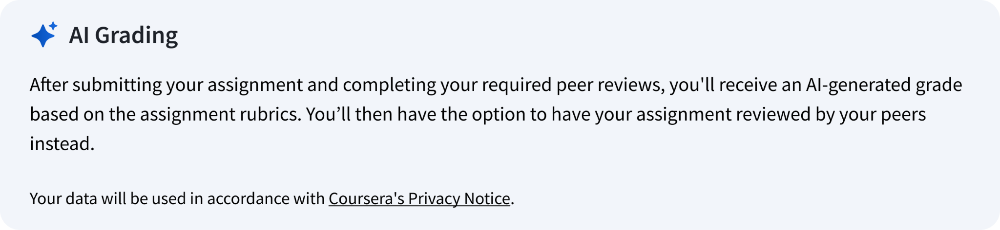 AI Grading
After submitting your assignment and completing your required peer reviews, you'll receive an AI-generated grade
based on the assignment rubrics. You’ll then have the option to have your assignment reviewed by your peers
instead.
Your data will be used in accordance with Coursera's Privacy Notice.